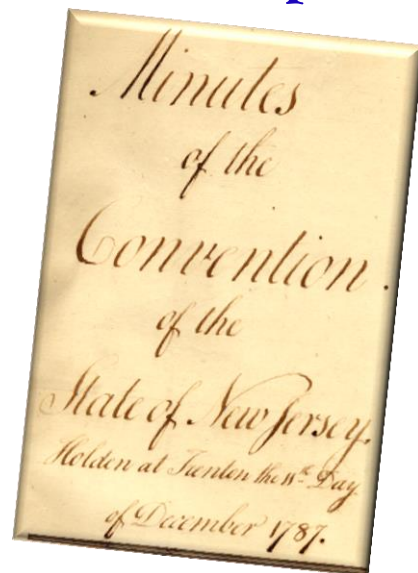 Minutes
of the
Convention.
of the
State of New Jersey.
Holden at Trenton the 11th Day
of December 1787.